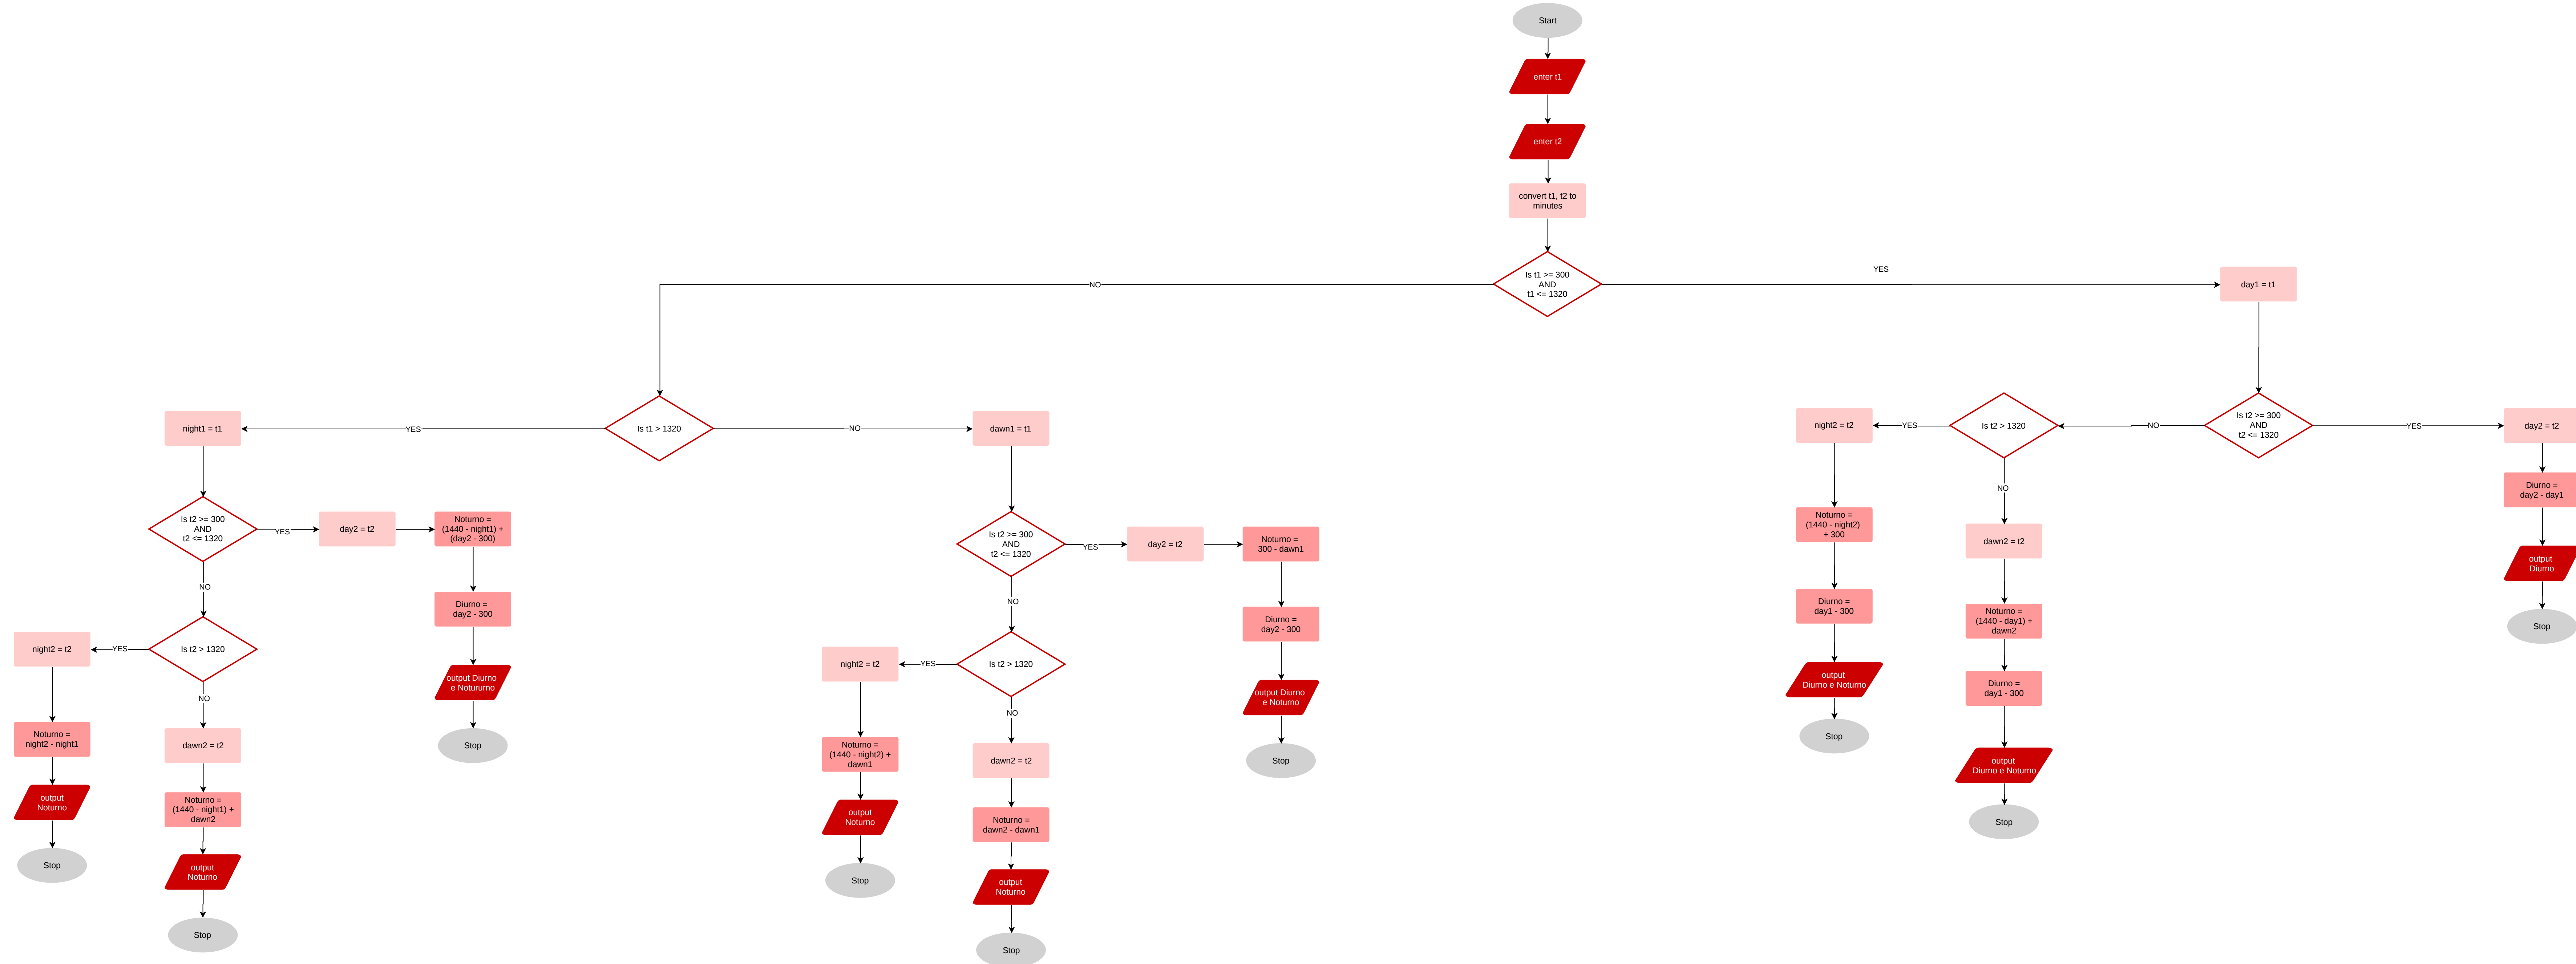 Start
enter t1
enter t2
convert t1, t2 to
minutes
Is t1 >= 300
AND
t1 <= 1320
NO
YES
day1 = t1
Is t1 > 1320
YES
NO
night1 = t1
dawn1 = t1
Is t2 >= 300
AND
t2 <= 1320
YES
day2 = t2
Noturno =
(1440 - night1) +
(day2 - 300)
Diurno =
day2 - 300
output Diurno
e Notururno
Stop
NO
Is t2 > 1320
YES
night2 = t2
Noturno =
night2 - night1
output
Noturno
Stop
NO
dawn2 = t2
Noturno =
(1440 - night1) +
dawn2
output
Noturno
Stop
Is t2 >= 300
AND
t2 <= 1320
YES
day2 = t2
Noturno =
300 - dawn1
Diurno =
day2 - 300
output Diurno
e Noturno
Stop
NO
Is t2 > 1320
YES
night2 = t2
Noturno =
(1440 - night2) +
dawn1
output
Noturno
Stop
NO
dawn2 = t2
Noturno =
dawn2 - dawn1
output
Noturno
Stop
Is t2 >= 300
AND
t2 <= 1320
NO
YES
Is t2 > 1320
YES
night2 = t2
Noturno =
(1440 - night2)
+ 300
Diurno =
day1 - 300
output
Diurno e Noturno
Stop
NO
dawn2 = t2
Noturno =
(1440 - day1) +
dawn2
Diurno =
day1 - 300
output
Diurno e Noturno
Stop
day2 = t2
Diurno =
day2 - day1
output
Diurno
Stop